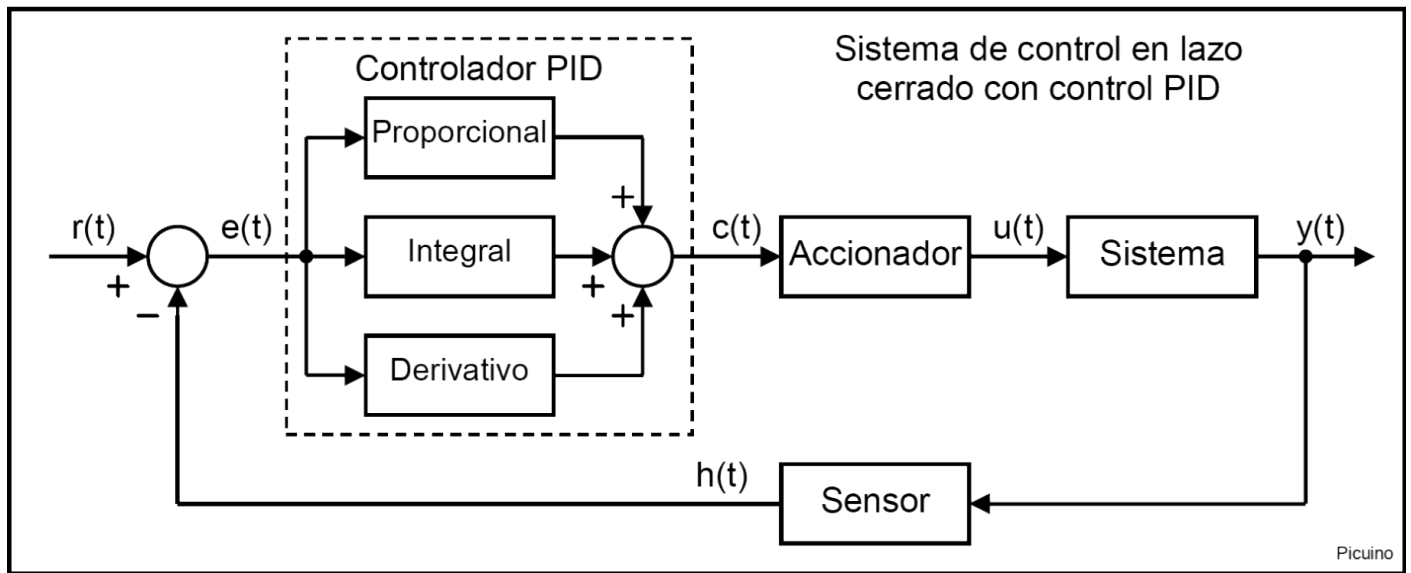 Sistema de control en lazo
cerrado con control PID
Controlador PID
Proporcional
+
r(t)
e(t)
Integral
c(t)
Accionador
u(t)
Sistema
y(t)
+
−
+
+
Derivativo
h(t)
Sensor
Picuino